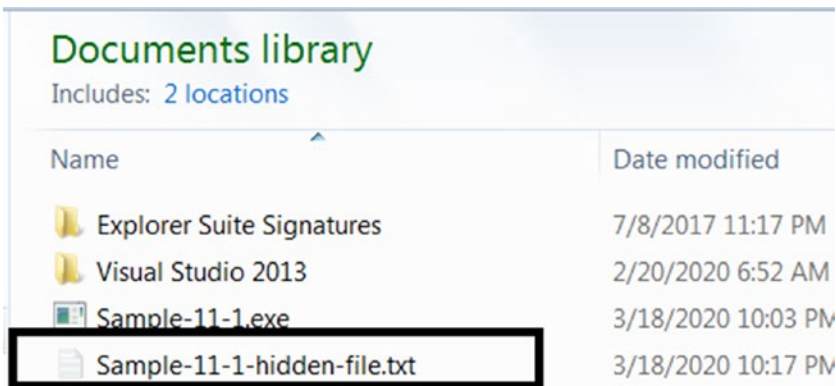 Documents library
Includes: 2 locations
Name Date modified
Explorer Suite Signatures 7/8/2017 11:17 PM
Visual Studio 2013 2/20/2020 6:52 AM
Sample-11-1.exe 3/18/2020 10:03 PM
Sample-11-1-hidden-file.txt 3/18/2020 10:17 PM